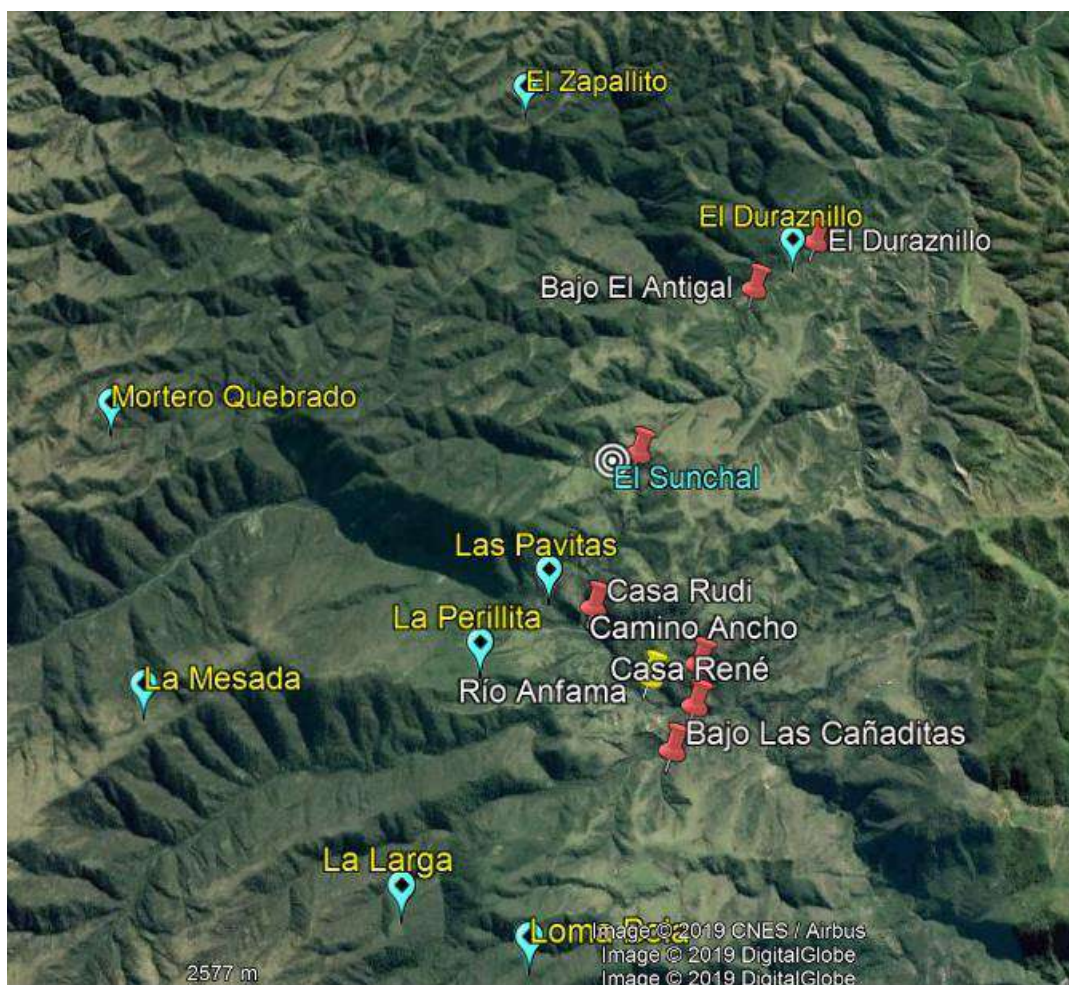 El Zapallito
El Duraznillo
El Duraznillo
Bajo El Antigal
Mortero Quebrado
El Sunchal
Las Pavitas
Casa Rudi
La Perillita
Camino Ancho
Casa René
La Mesada
Río Anfama
Bajo Las Cañaditas
La Larga
Loma
Image © 2019 CNES / Airbus
Image © 2019 DigitalGlobe
Image © 2019 DigitalGlobe
2577 m